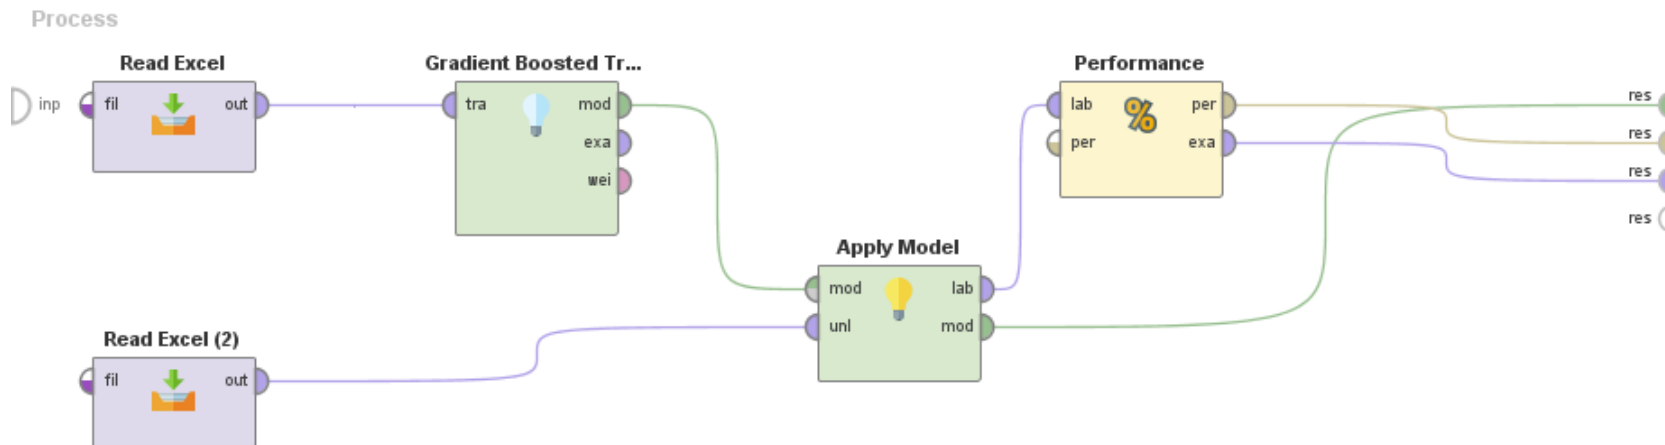 Process
Read Excel
Gradient Boosted Tr...
Performance
inp
fil
out
tra
mod
exa
wei
lab
per
per
exa
res
res
res
res
Apply Model
mod
lab
unl
mod
Read Excel (2)
fil
out